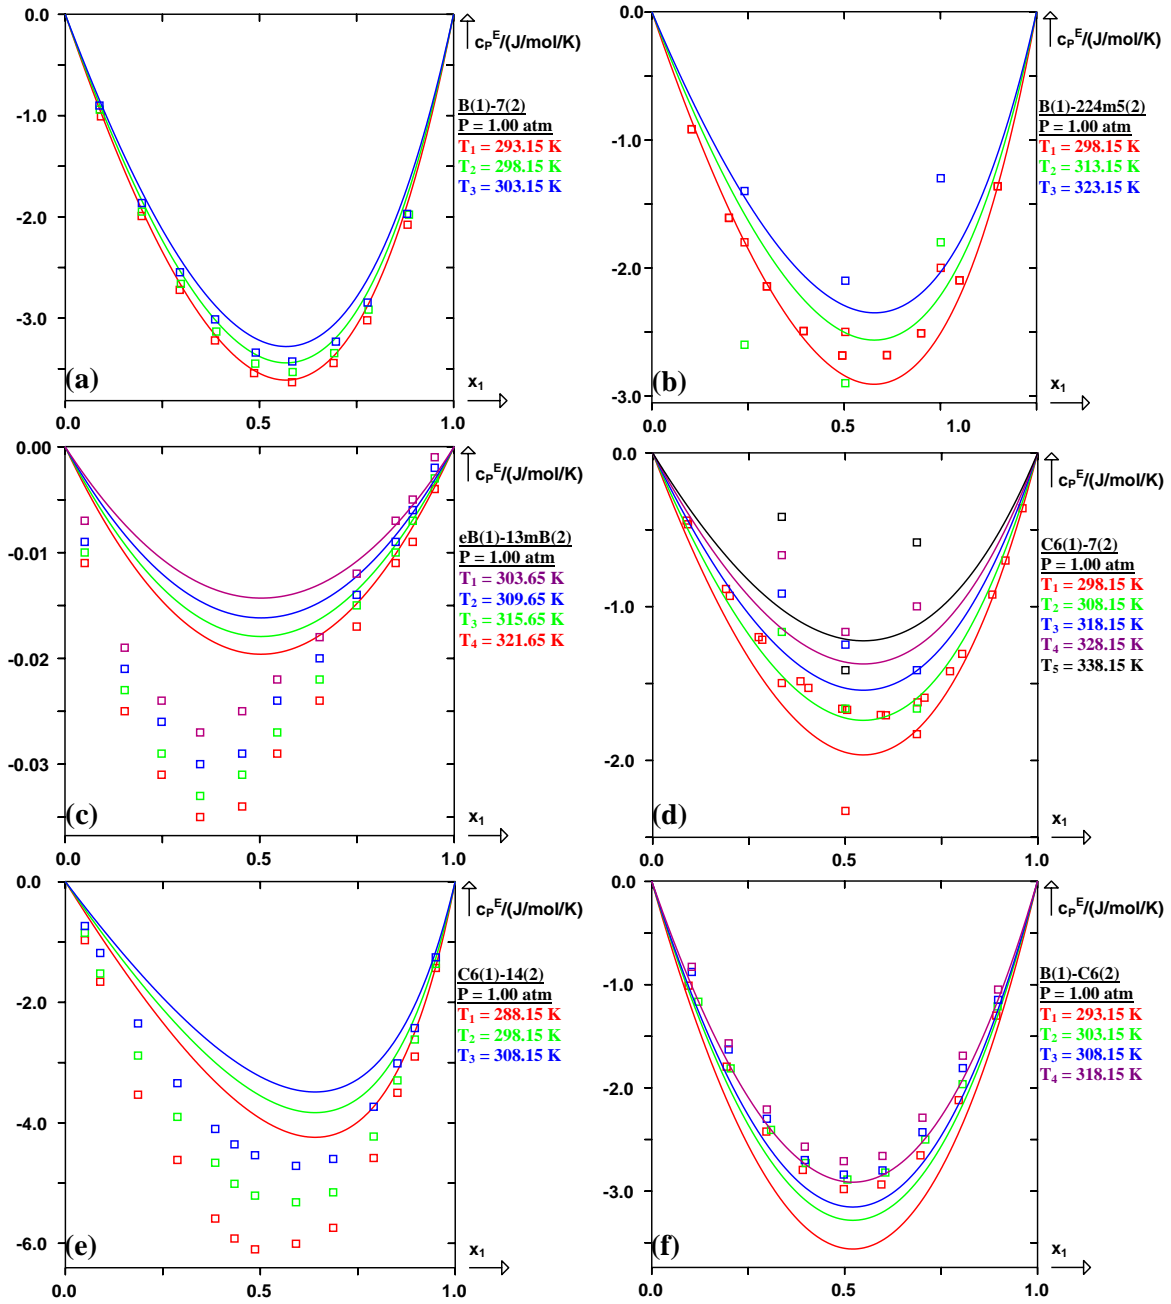 0.0
-1.0
-2.0
-3.0
cₚᴱ/(J/mol/K)
B(1)-7(2)
P = 1.00 atm
T₁ = 293.15 K
T₂ = 298.15 K
T₃ = 303.15 K
(a)
x₁
0.0 0.5 1.0
0.0
-1.0
-2.0
-3.0
cₚᴱ/(J/mol/K)
B(1)-224m5(2)
P = 1.00 atm
T₁ = 298.15 K
T₂ = 313.15 K
T₃ = 323.15 K
(b)
x₁
0.0 0.5 1.0
0.00
-0.01
-0.02
-0.03
cₚᴱ/(J/mol/K)
eB(1)-13mB(2)
P = 1.00 atm
T₁ = 303.65 K
T₂ = 309.65 K
T₃ = 315.65 K
T₄ = 321.65 K
(c)
x₁
0.0 0.5 1.0
0.0
-1.0
-2.0
cₚᴱ/(J/mol/K)
C6(1)-7(2)
P = 1.00 atm
T₁ = 298.15 K
T₂ = 308.15 K
T₃ = 318.15 K
T₄ = 328.15 K
T₅ = 338.15 K
(d)
x₁
0.0 0.5 1.0
0.0
-2.0
-4.0
-6.0
cₚᴱ/(J/mol/K)
C6(1)-14(2)
P = 1.00 atm
T₁ = 288.15 K
T₂ = 298.15 K
T₃ = 308.15 K
(e)
x₁
0.0 0.5 1.0
0.0
-1.0
-2.0
-3.0
cₚᴱ/(J/mol/K)
B(1)-C6(2)
P = 1.00 atm
T₁ = 293.15 K
T₂ = 303.15 K
T₃ = 308.15 K
T₄ = 318.15 K
(f)
x₁
0.0 0.5 1.0